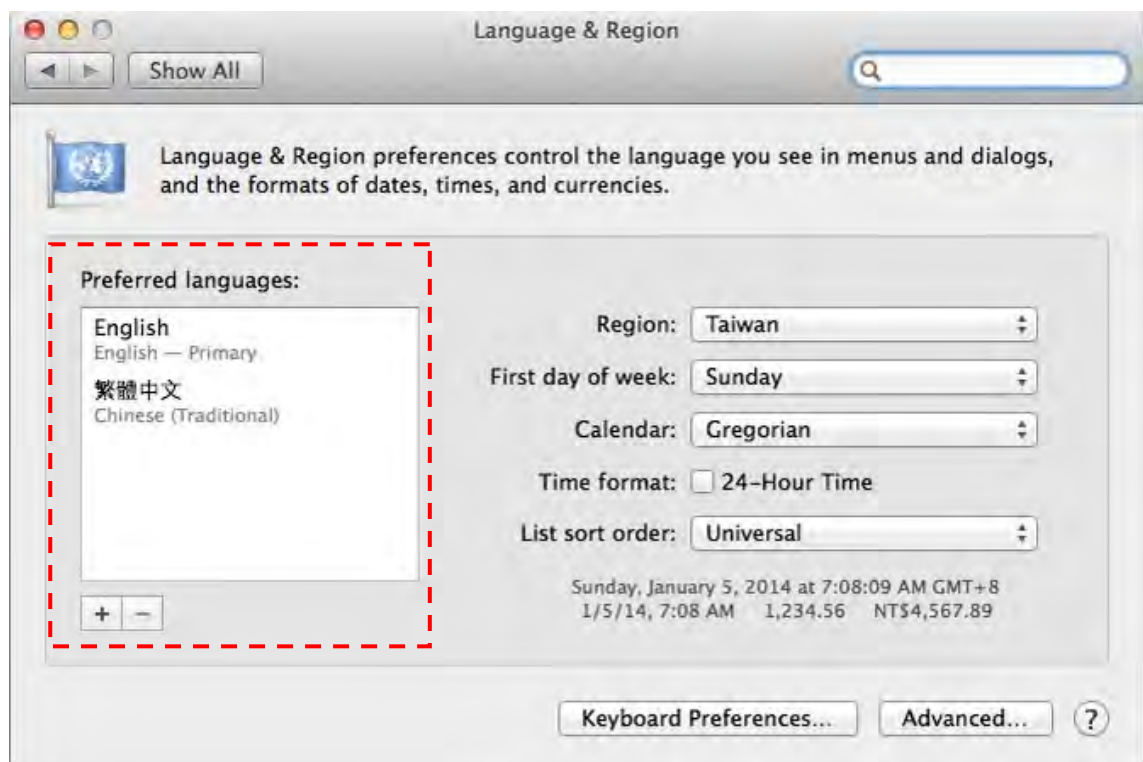 Language & Region
Show All
Language & Region preferences control the language you see in menus and dialogs,
and the formats of dates, times, and currencies.
Preferred languages:
English
English — Primary
繁體中文
Chinese (Traditional)
+ −
Region: Taiwan
First day of week: Sunday
Calendar: Gregorian
Time format: 24-Hour Time
List sort order: Universal
Sunday, January 5, 2014 at 7:08:09 AM GMT+8
1/5/14, 7:08 AM 1,234.56 NT$4,567.89
Keyboard Preferences... Advanced... ?